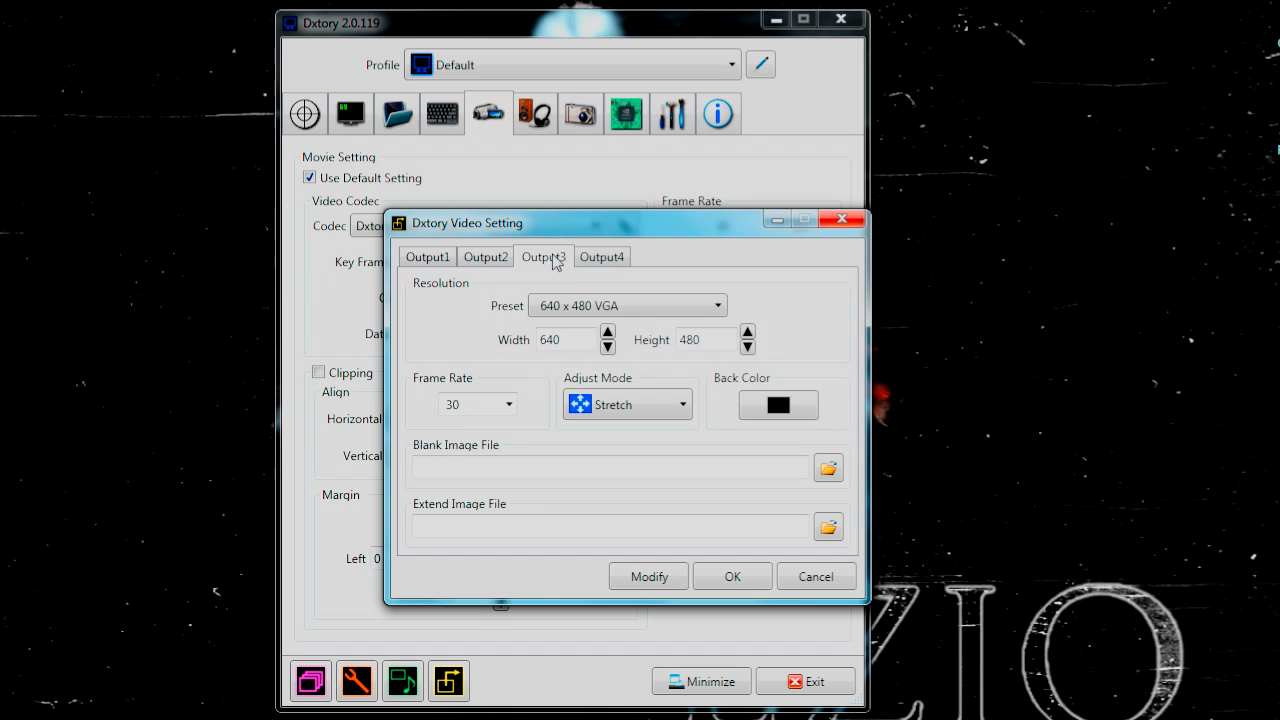 Dxtory 2.0.119
Profile Default
Movie Setting
Use Default Setting
Video Codec
Frame Rate
Codec Dxto
Dxtory Video Setting
Key Fram
Dat
Output1 Output2 Output3 Output4
Resolution
Preset 640 x 480 VGA
Width 640 Height 480
Clipping
Frame Rate Adjust Mode Back Color
Align
30 Stretch
Horizontal
Blank Image File
Vertical
Margin
Extend Image File
Left 0
Modify OK Cancel
Minimize Exit
ZIO